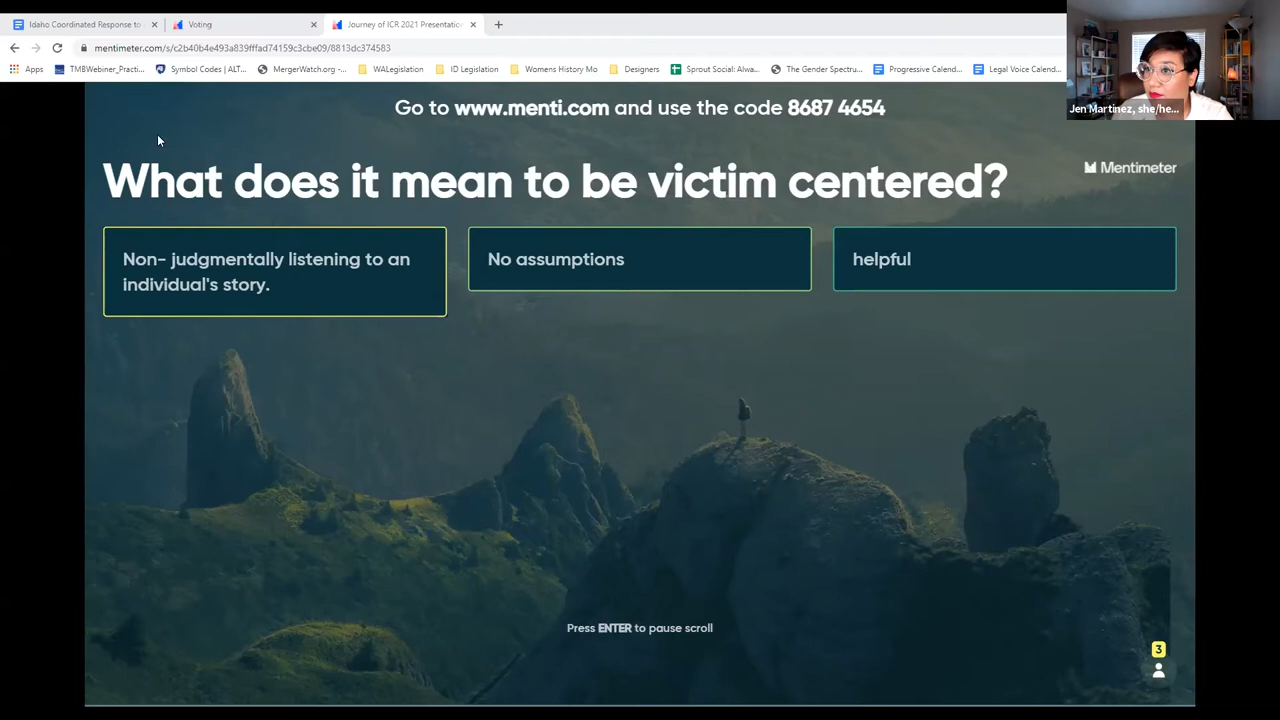 Idaho Coordinated Response to
Voting
Journey of ICR 2021 Presentatio
mentimeter.com/s/c2b40b4e493a839fffad74159c3cbe09/8813dc374583
Apps
TMBWebiner_Practi...
Symbol Codes | ALT...
MergerWatch.org -...
WALegislation
ID Legislation
Womens History Mo
Designers
Sprout Social: Alwa...
The Gender Spectru...
Progressive Calend...
Legal Voice Calend...
Jen Martinez, she/he...
Go to www.menti.com and use the code 8687 4654
What does it mean to be victim centered?
Mentimeter
Non- judgmentally listening to an
individual's story.
No assumptions
helpful
Press ENTER to pause scroll
3